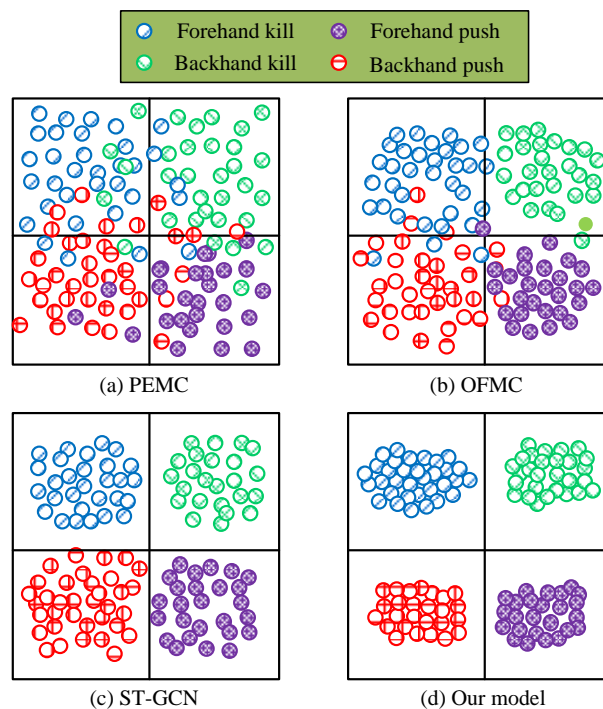 Forehand kill Forehand push
Backhand kill Backhand push
(a) PEMC (b) OFMC
(c) ST-GCN (d) Our model